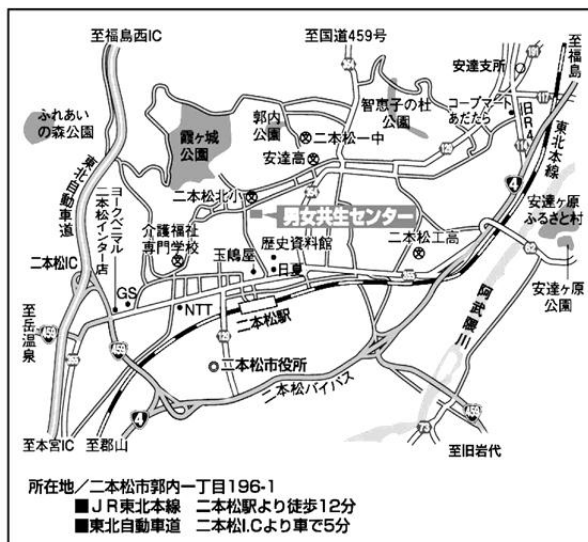 至福島西IC
至国道459号
至福島
安達支所
ふれあい
の森公園
霞ヶ城
公園
郭内
公園
二本松一中
智恵子の杜
公園
コープマート
あだたら
旧R4
東北本線
安達高
東北自動車道
4
二本松北小
男女共生センター
安達ヶ原
ふるさと村
ヨークベニマル
二本松インター店
介護福祉
専門学校
玉嶋屋
歴史資料館
日夏
二本松工高
二本松IC
安達ヶ原
公園
GS
NTT
二本松駅
阿武隈川
至岳温泉
459
459
二本松市役所
二本松バイパス
4
459
至本宮IC
至郡山
至旧岩代
所在地／二本松市郭内一丁目196-1
■JR東北本線 二本松駅より徒歩12分
■東北自動車道 二本松I.Cより車で5分